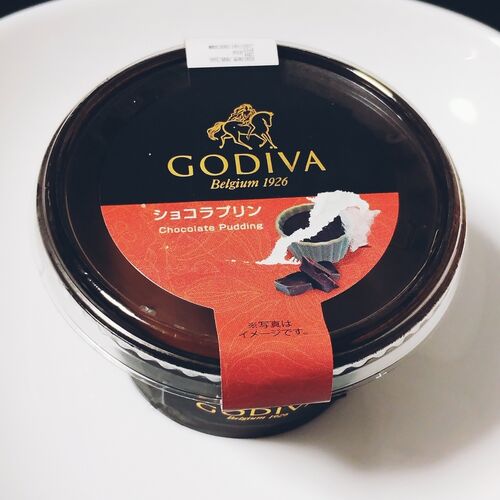 GODIVA
Belgium 1926
ショコラプリン
Chocolate Pudding
※写真は
イメージです。
GODIVA
Belgium 1926